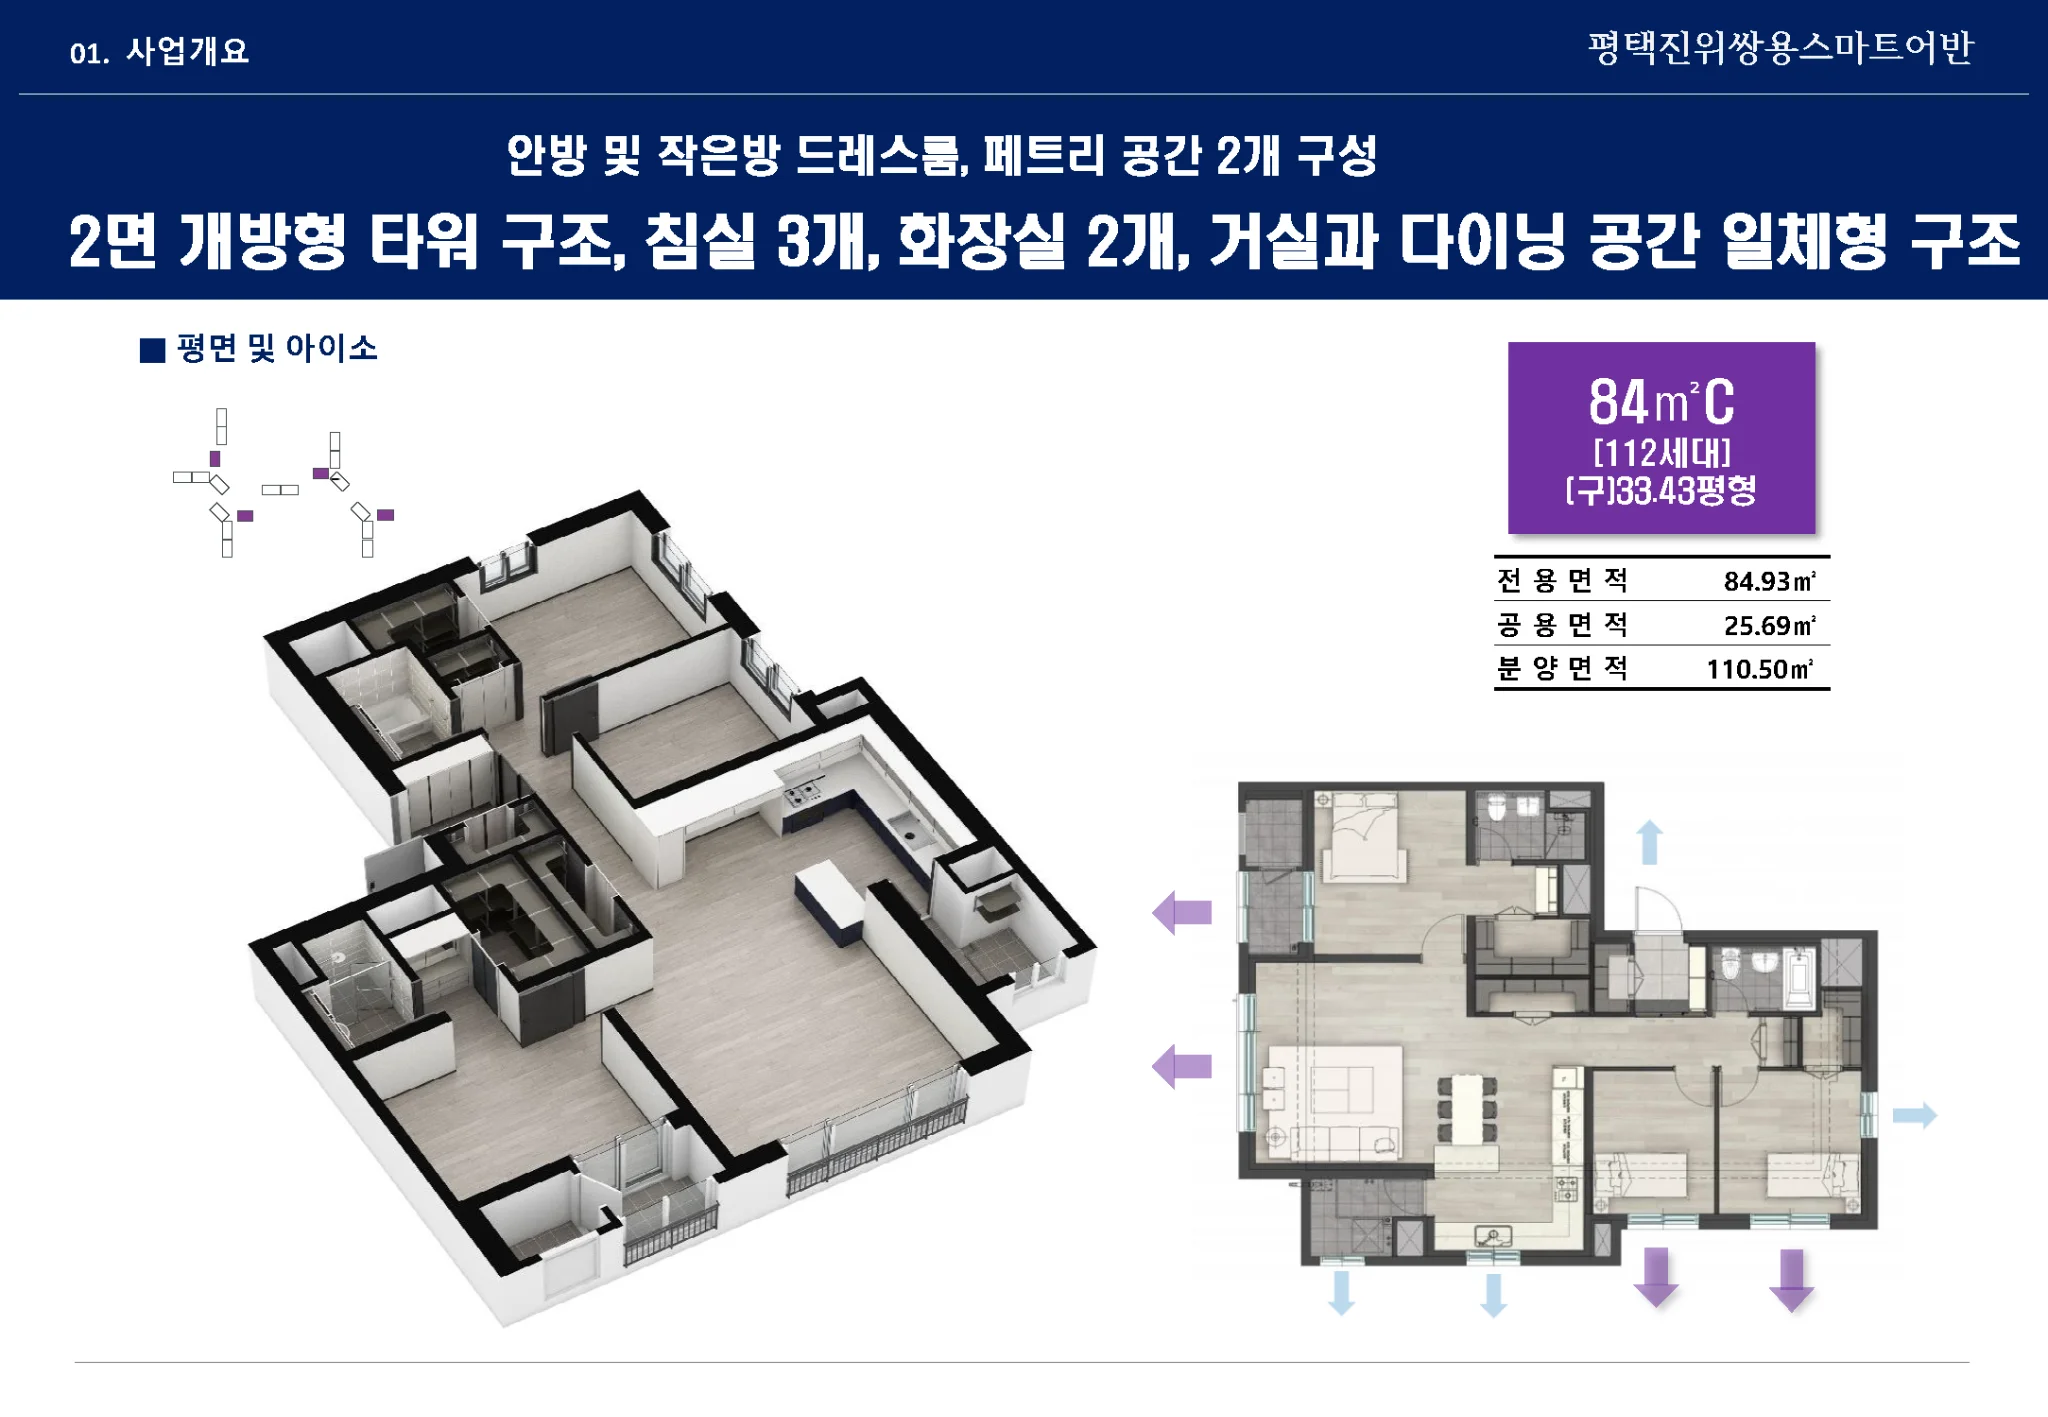 01. 사업개요
평택진위쌍용스마트어반
안방 및 작은방 드레스룸, 페트리 공간 2개 구성
2면 개방형 타워 구조, 침실 3개, 화장실 2개, 거실과 다이닝 공간 일체형 구조
■ 평면 및 아이소
84㎡C
[112세대]
(구)33.43평형
전용면적 84.93㎡
공용면적 25.69㎡
분양면적 110.50㎡